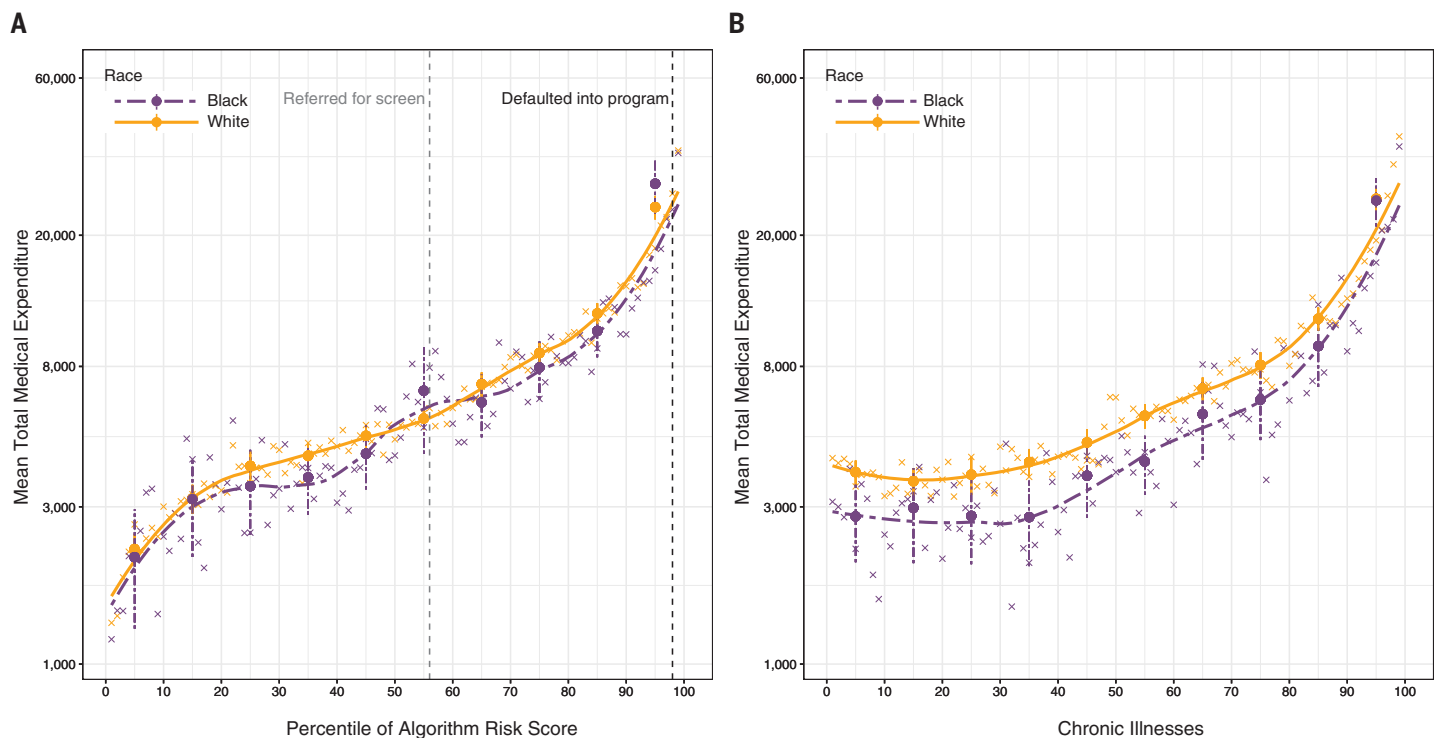 A
Race
Black
White
Referred for screen
Defaulted into program
60,000
20,000
8,000
3,000
1,000
Mean Total Medical Expenditure
0 10 20 30 40 50 60 70 80 90 100
Percentile of Algorithm Risk Score
B
Race
Black
White
60,000
20,000
8,000
3,000
1,000
Mean Total Medical Expenditure
0 10 20 30 40 50 60 70 80 90 100
Chronic Illnesses